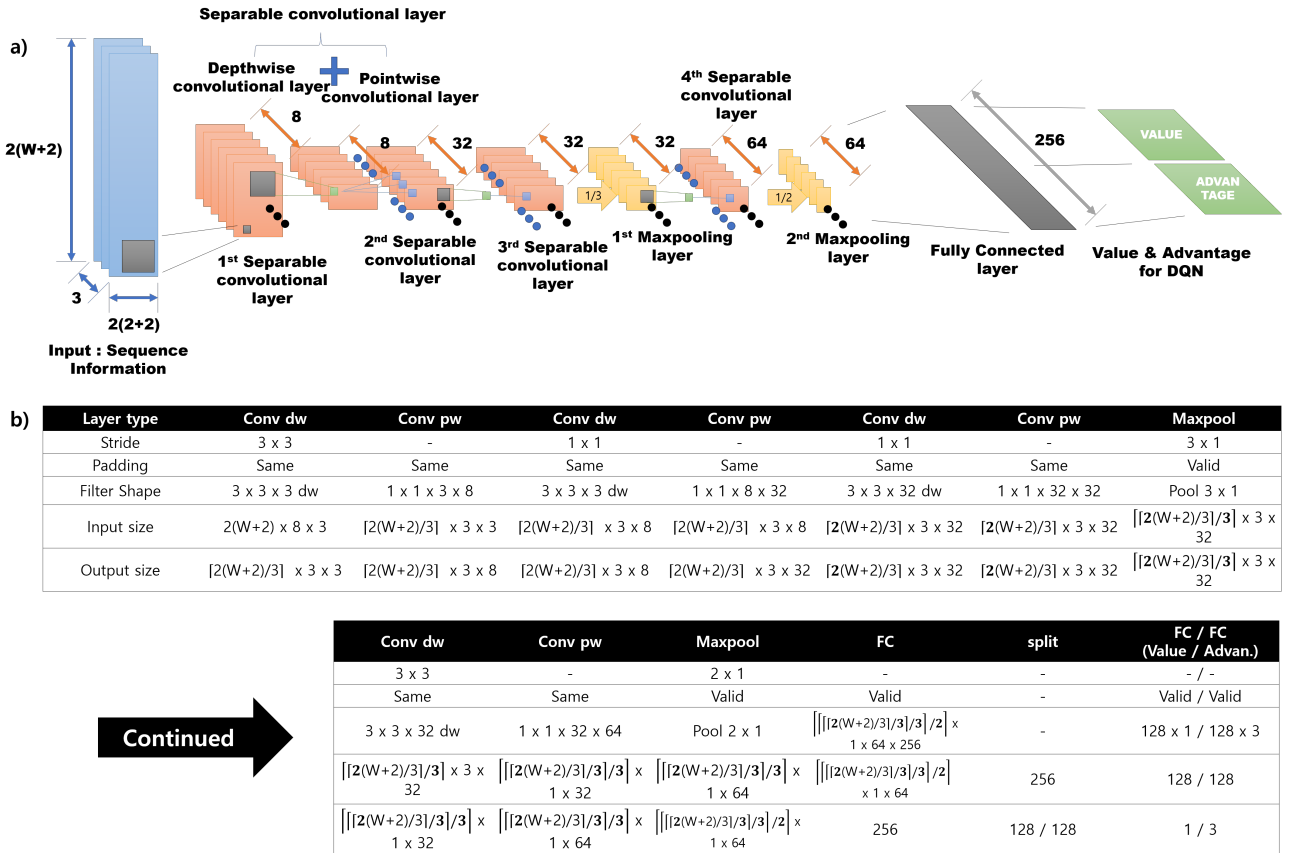 a)
Separable convolutional layer
Depthwise
convolutional layer
Pointwise
convolutional layer
4th Separable
convolutional
layer
8
8
32
32
32
64
64
256
2(W+2)
VALUE
ADVAN
TAGE
1/3
1/2
1st Separable
convolutional
layer
2nd Separable
convolutional
layer
3rd Separable
convolutional
layer
1st Maxpooling
layer
2nd Maxpooling
layer
Fully Connected
layer
Value & Advantage
for DQN
3
2(2+2)
Input : Sequence
Information
b)
Layer type Conv dw Conv pw Conv dw Conv pw Conv dw Conv pw Maxpool
Stride 3 x 3 - 1 x 1 - 1 x 1 - 3 x 1
Padding Same Same Same Same Same Same Valid
Filter Shape 3 x 3 x 3 dw 1 x 1 x 3 x 8 3 x 3 x 3 dw 1 x 1 x 8 x 32 3 x 3 x 32 dw 1 x 1 x 32 x 32 Pool 3 x 1
Input size 2(W+2) x 8 x 3 ⌈2(W+2)/3⌉ x 3 x 3 ⌈2(W+2)/3⌉ x 3 x 8 ⌈2(W+2)/3⌉ x 3 x 8 ⌈2(W+2)/3⌉ x 3 x 32 ⌈2(W+2)/3⌉ x 3 x 32 ⌈⌈2(W+2)/3⌉/3⌉ x 3 x
32
Output size ⌈2(W+2)/3⌉ x 3 x 3 ⌈2(W+2)/3⌉ x 3 x 8 ⌈2(W+2)/3⌉ x 3 x 8 ⌈2(W+2)/3⌉ x 3 x 32 ⌈2(W+2)/3⌉ x 3 x 32 ⌈2(W+2)/3⌉ x 3 x 32 ⌈⌈2(W+2)/3⌉/3⌉ x 3 x
32
Continued
Conv dw Conv pw Maxpool FC split FC / FC
(Value / Advan.)
3 x 3 - 2 x 1 - - - / -
Same Same Valid Valid - Valid / Valid
3 x 3 x 32 dw 1 x 1 x 32 x 64 Pool 2 x 1 ⌈⌈⌈⌈2(W+2)/3⌉/3⌉/3⌉/2⌉ x - 128 x 1 / 128 x 3
1 x 64 x 256
⌈⌈2(W+2)/3⌉/3⌉ x 3 x ⌈⌈⌈2(W+2)/3⌉/3⌉/3⌉ x ⌈⌈⌈2(W+2)/3⌉/3⌉/3⌉ x ⌈⌈⌈⌈2(W+2)/3⌉/3⌉/3⌉/2⌉ 256 128 / 128
32 1 x 32 1 x 64 x 1 x 64
⌈⌈⌈2(W+2)/3⌉/3⌉/3⌉ x ⌈⌈⌈2(W+2)/3⌉/3⌉/3⌉ x ⌈⌈⌈⌈2(W+2)/3⌉/3⌉/3⌉/2⌉ x 256 128 / 128 1 / 3
1 x 32 1 x 64 1 x 64